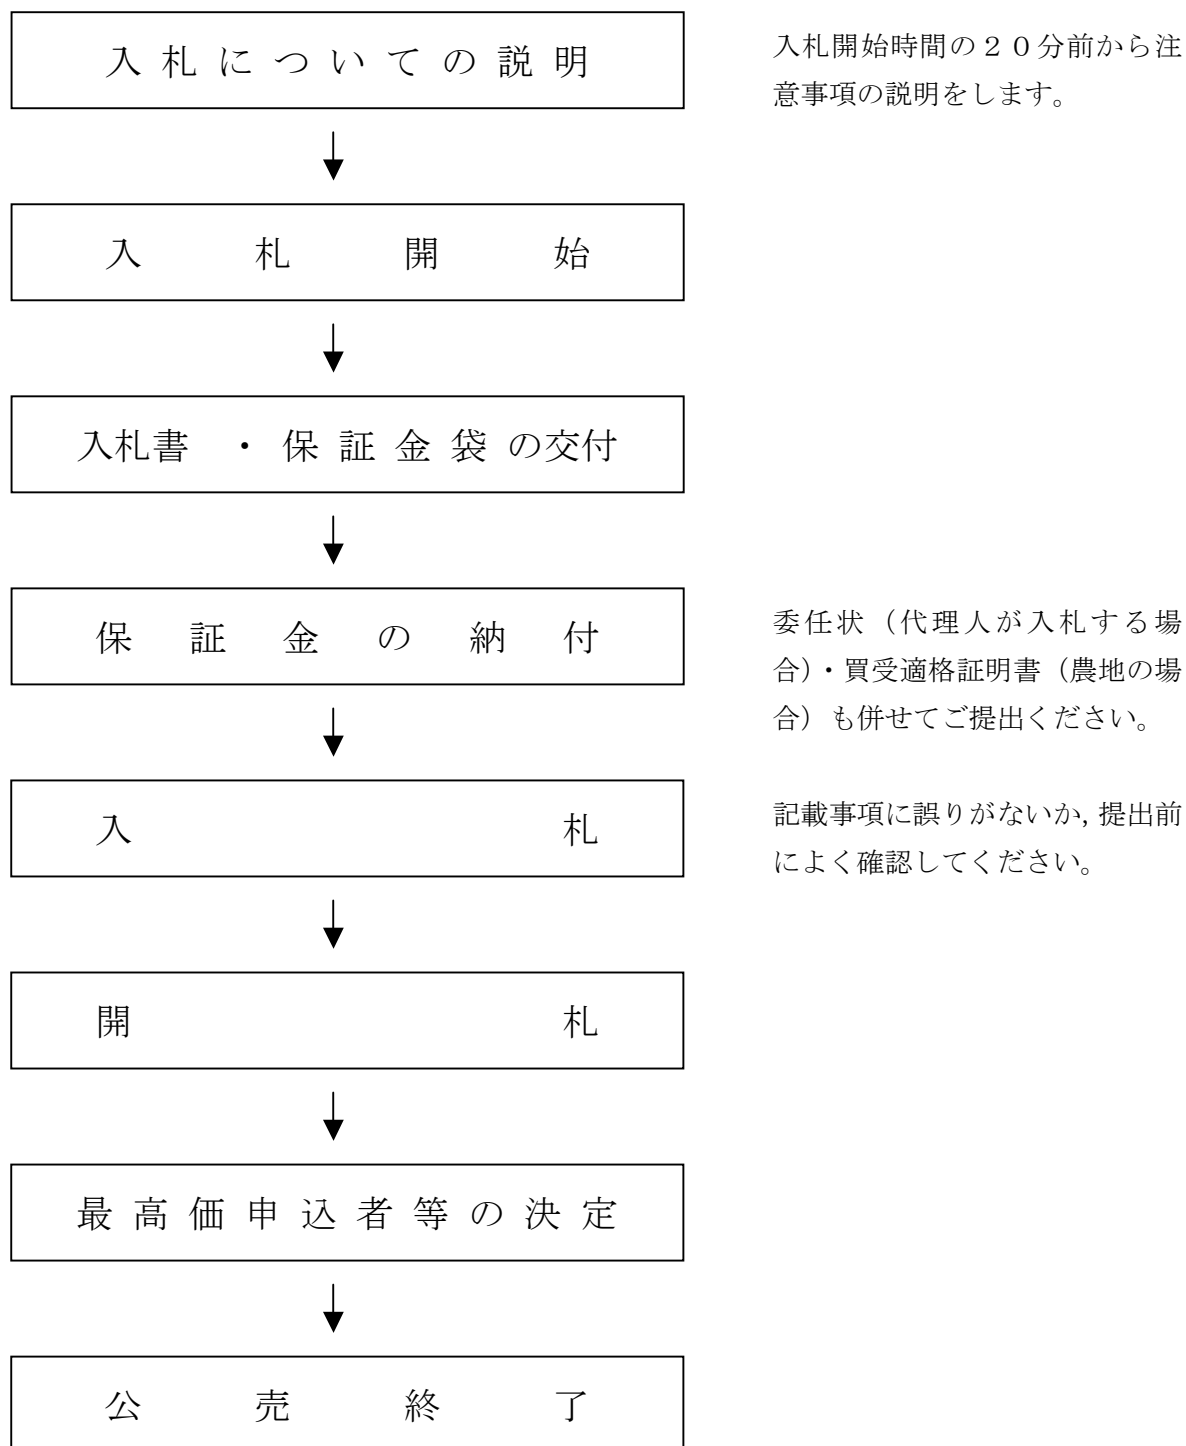 入札についての説明
入札開始時間の２０分前から注
意事項の説明をします。
入札開始
入札書・保証金袋の交付
保証金の納付
委任状（代理人が入札する場
合）・買受適格証明書（農地の場
合）も併せてご提出ください。
入札
記載事項に誤りがないか,提出前
によく確認してください。
開札
最高価申込者等の決定
公売終了